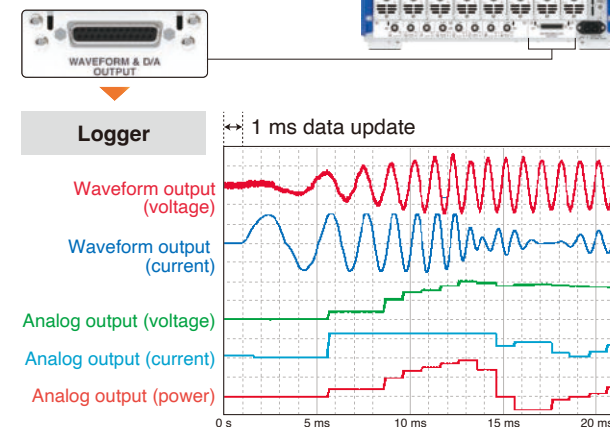 WAVEFORM & D/A
OUTPUT
Logger
1 ms data update
Waveform output
(voltage)
Waveform output
(current)
Analog output (voltage)
Analog output (current)
Analog output (power)
0 s
5 ms
10 ms
15 ms
20 ms